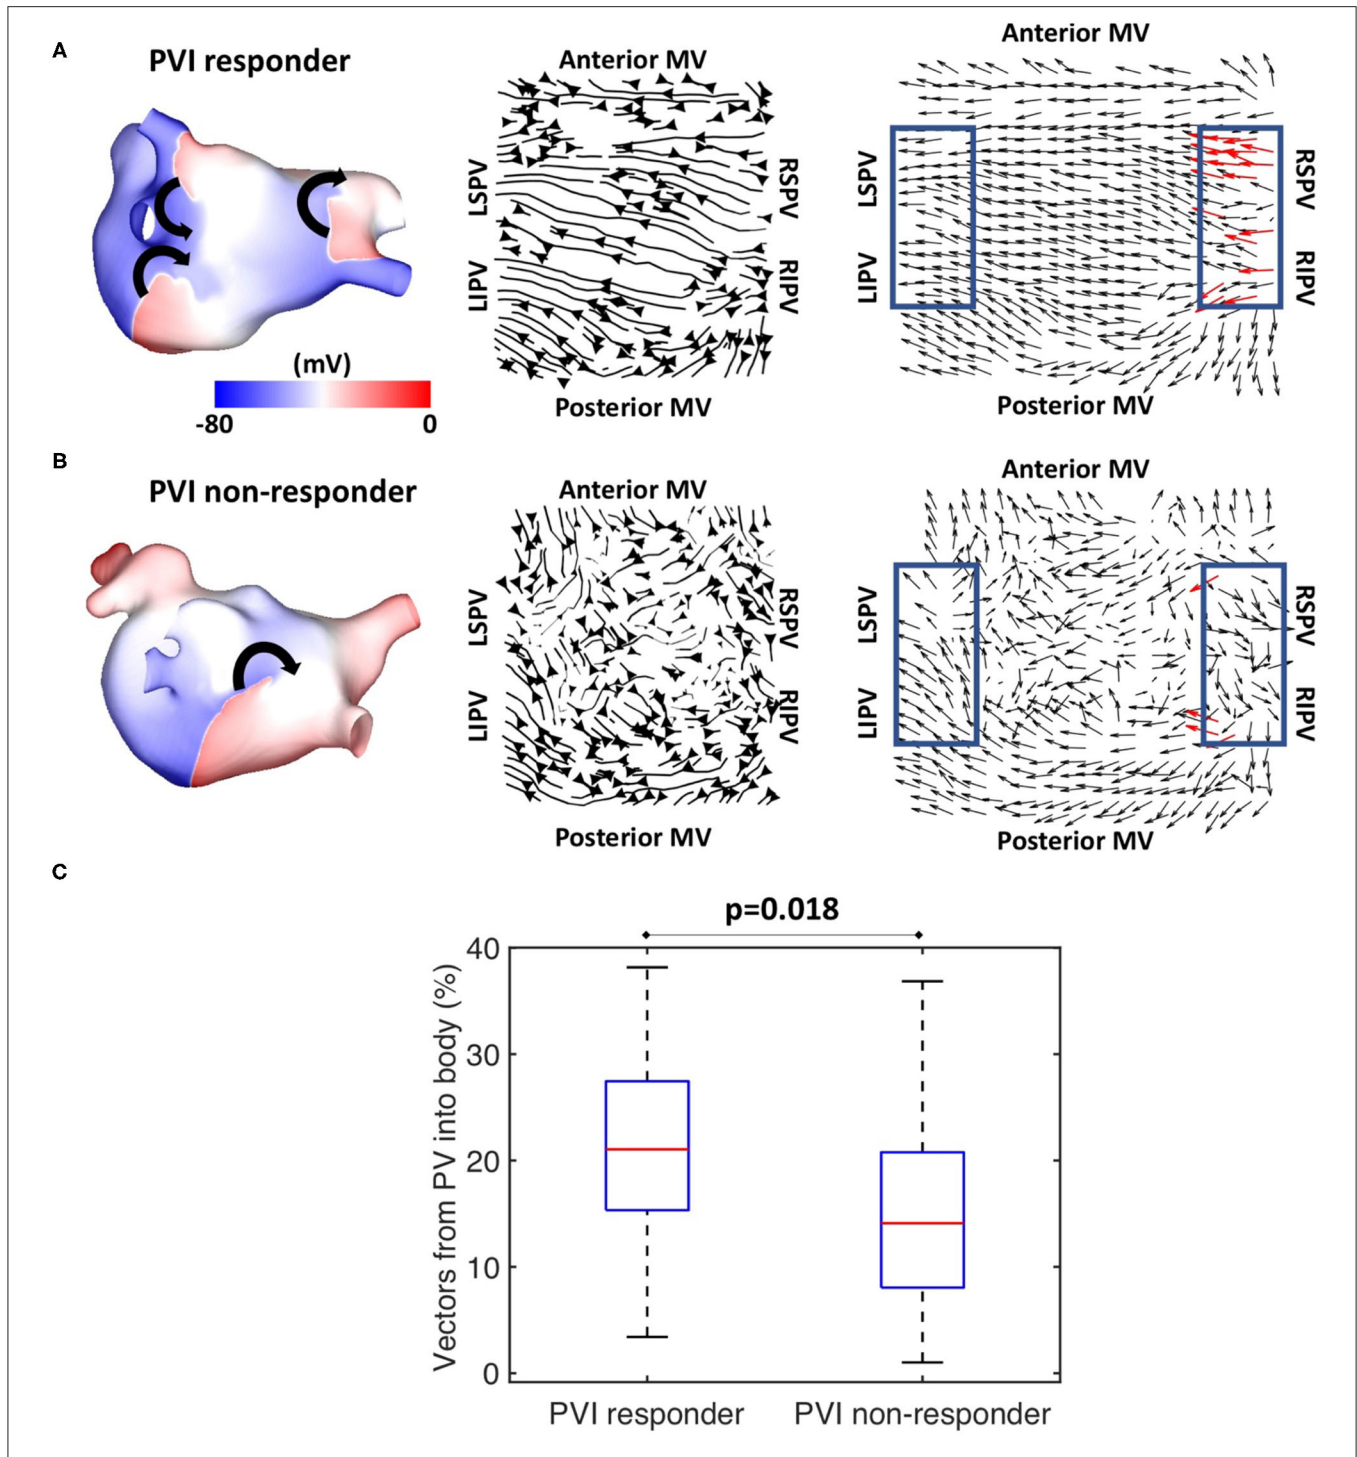 A
PVI responder
Anterior MV
LSPV
LIPV
RSPV
RIPV
Posterior MV
Anterior MV
LSPV
LIPV
RSPV
RIPV
Posterior MV
(mV)
-80
0
B
PVI non-responder
Anterior MV
LSPV
LIPV
RSPV
RIPV
Posterior MV
Anterior MV
LSPV
LIPV
RSPV
RIPV
Posterior MV
C
p=0.018
Vectors from PV into body (%)
40
30
20
10
0
PVI responder
PVI non-responder